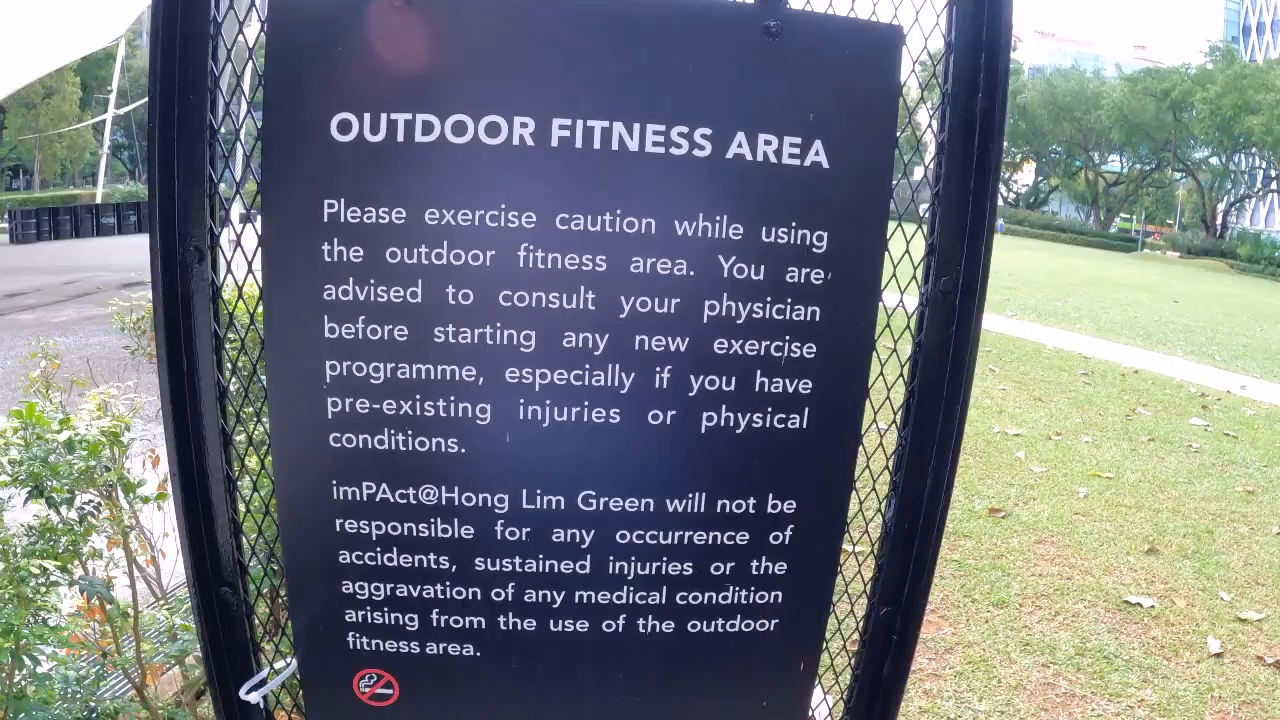 OUTDOOR FITNESS AREA
Please exercise caution while using
the outdoor fitness area. You are
advised to consult your physician
before starting any new exercise
programme, especially if you have
pre-existing injuries or physical
conditions.
imPAct@Hong Lim Green will not be
responsible for any occurrence of
accidents, sustained injuries or the
aggravation of any medical condition
arising from the use of the outdoor
fitness area.